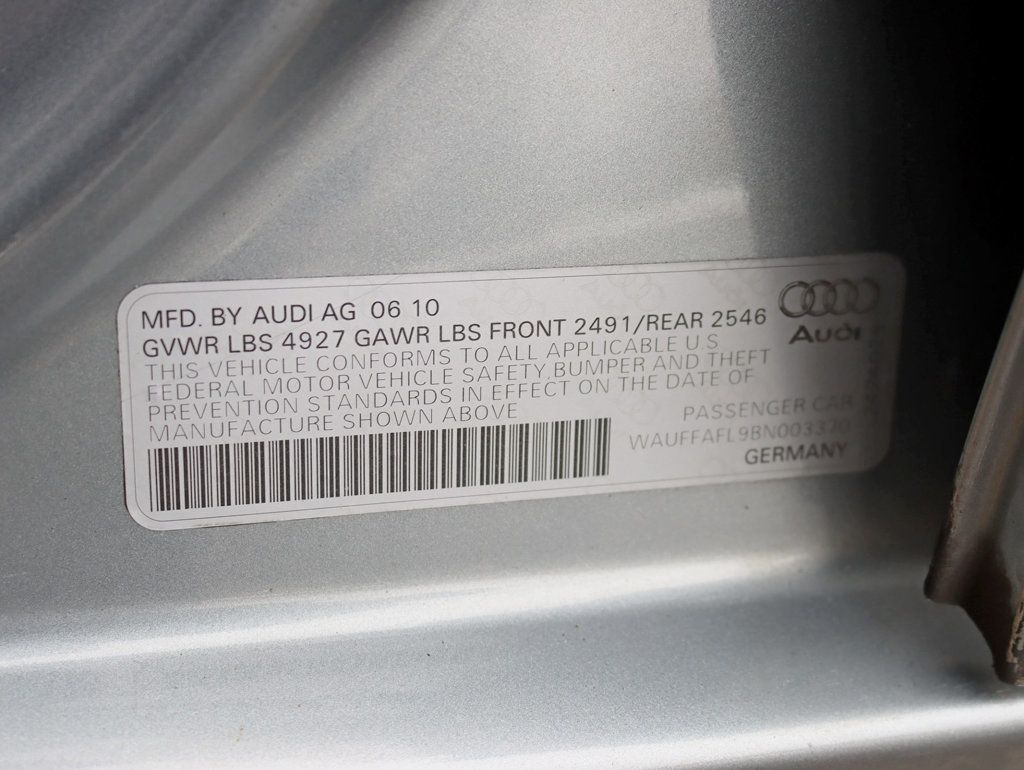 MFD. BY AUDI AG 06 10
GVWR LBS 4927 GAWR LBS FRONT 2491/REAR 2546
THIS VEHICLE CONFORMS TO ALL APPLICABLE U.S
FEDERAL MOTOR VEHICLE SAFETY,BUMPER AND THEFT
PREVENTION STANDARDS IN EFFECT ON THE DATE OF
MANUFACTURE SHOWN ABOVE
Audi
PASSENGER CAR
WAUFFAFL9BN003370
GERMANY